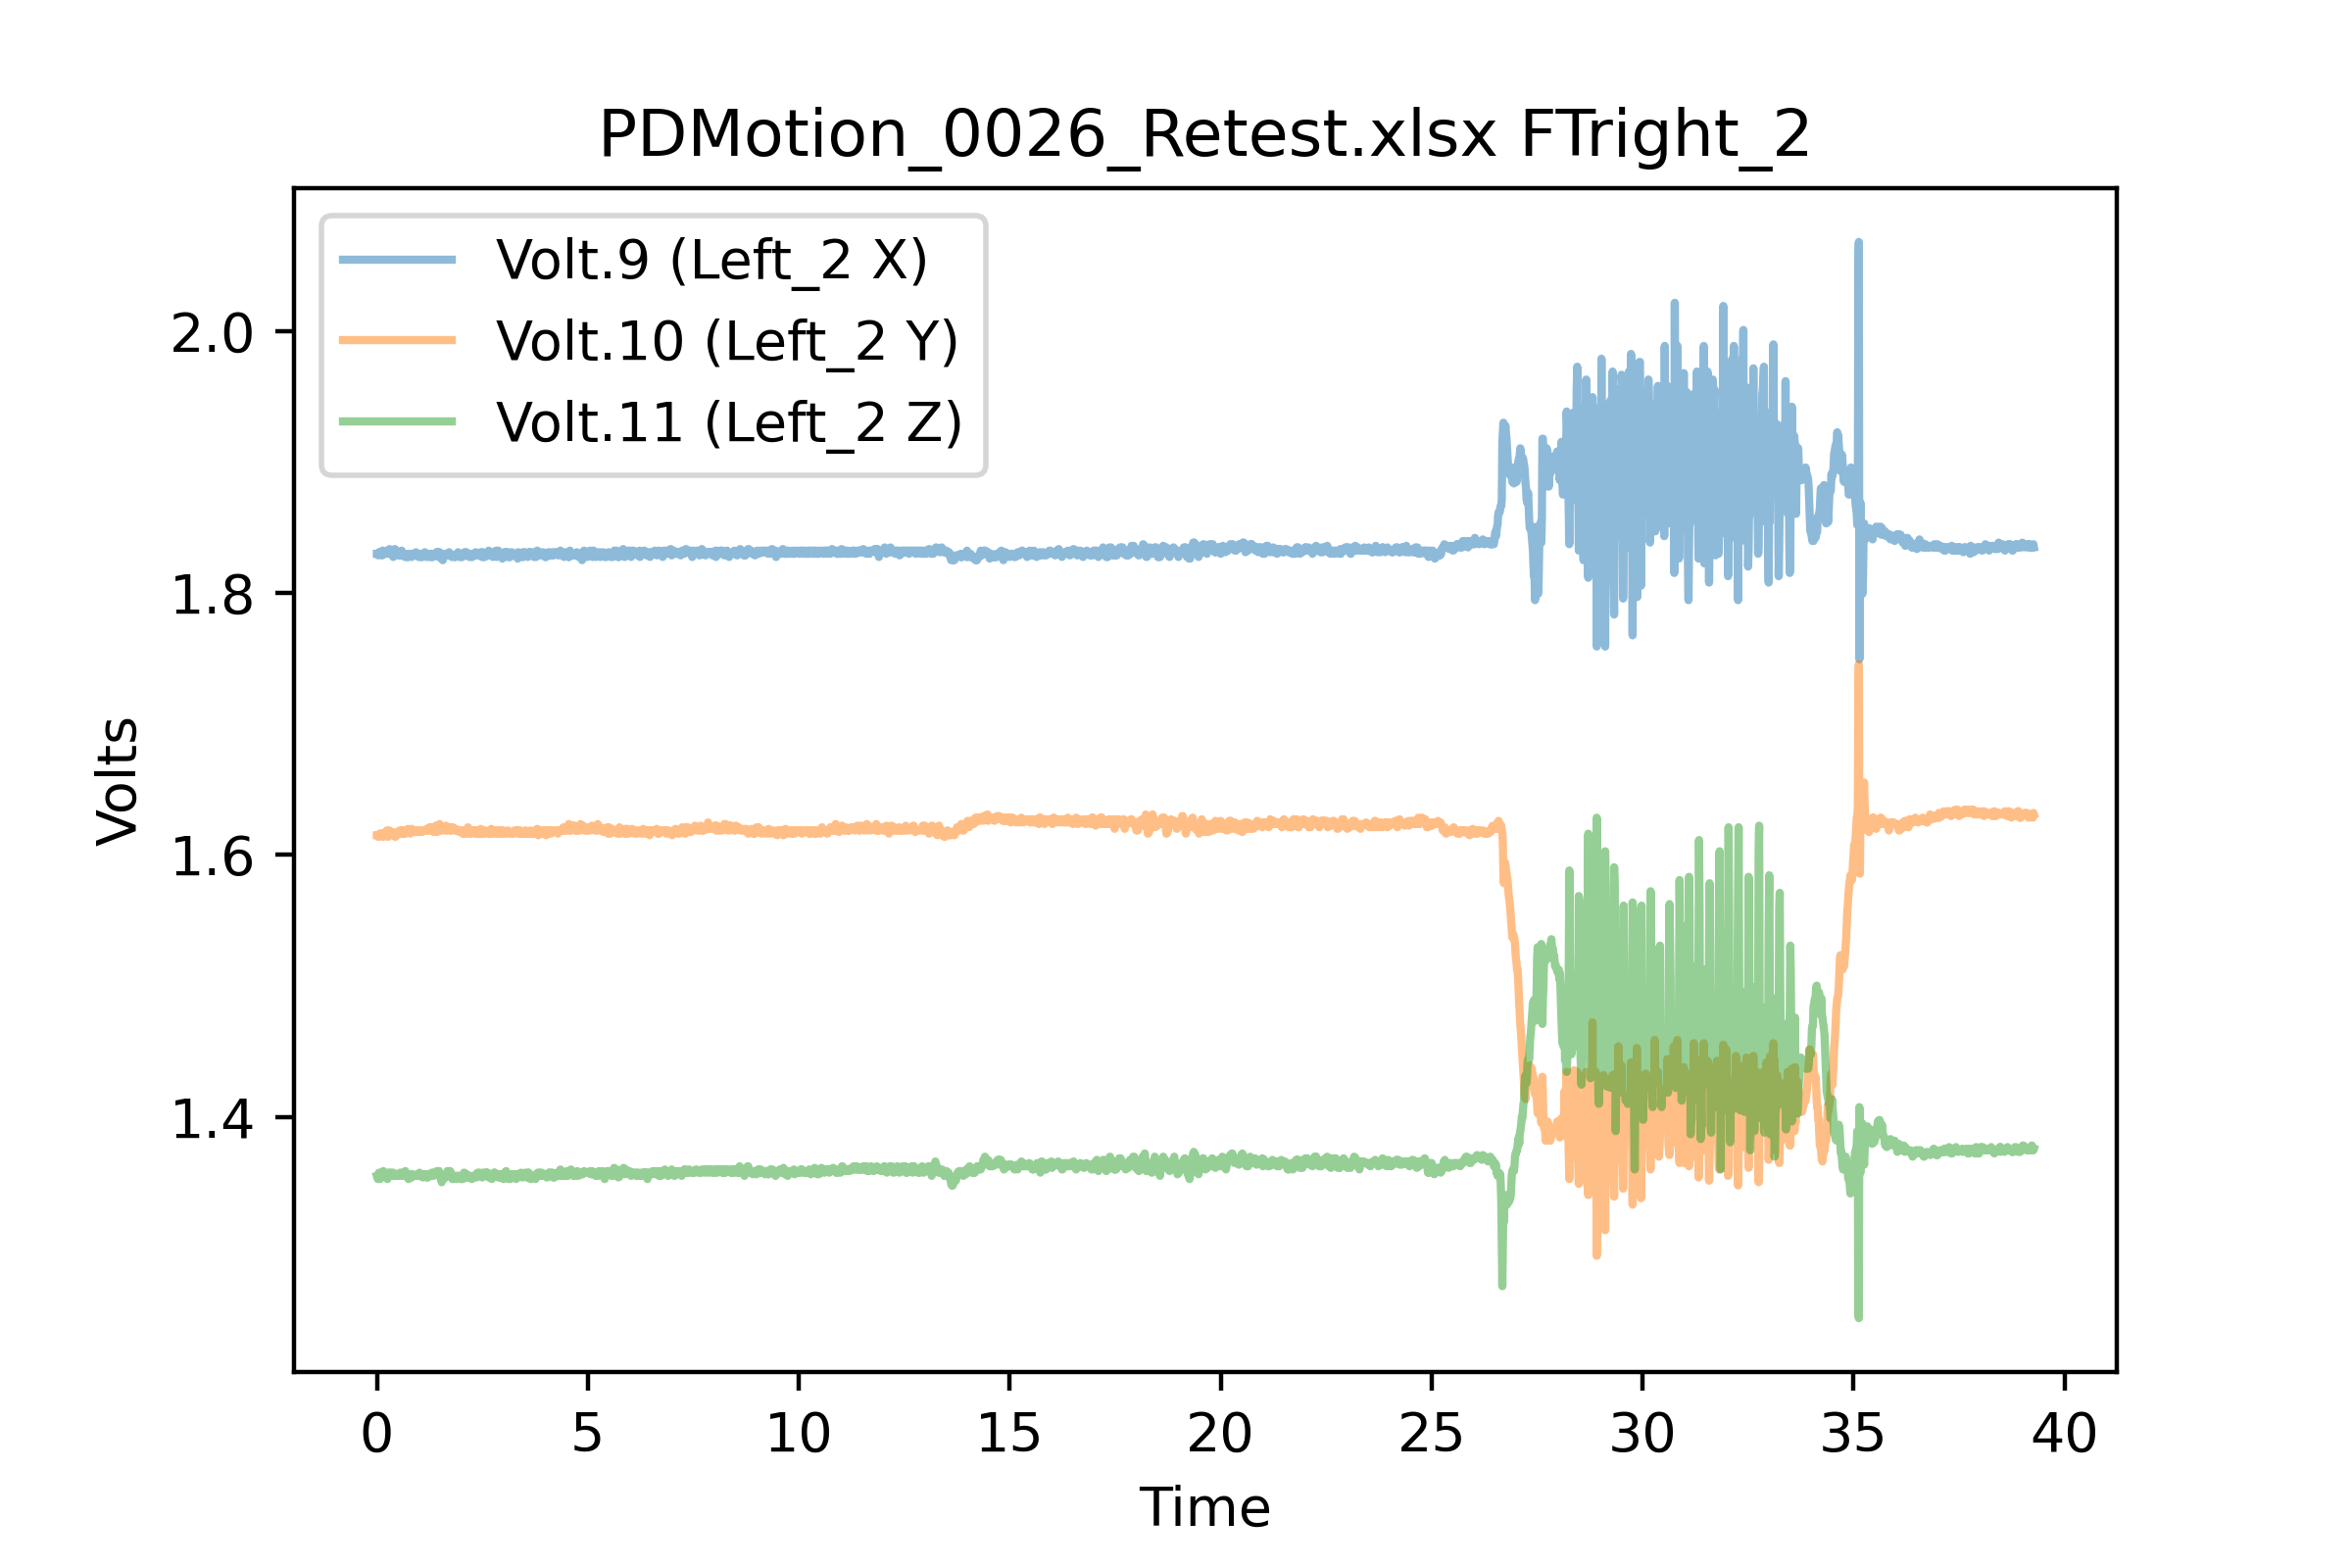 PDMotion_0026_Retest.xlsx FTright_2
Volt.9 (Left_2 X)
Volt.10 (Left_2 Y)
Volt.11 (Left_2 Z)
2.0
1.8
1.6
1.4
Volts
0 5 10 15 20 25 30 35 40
Time